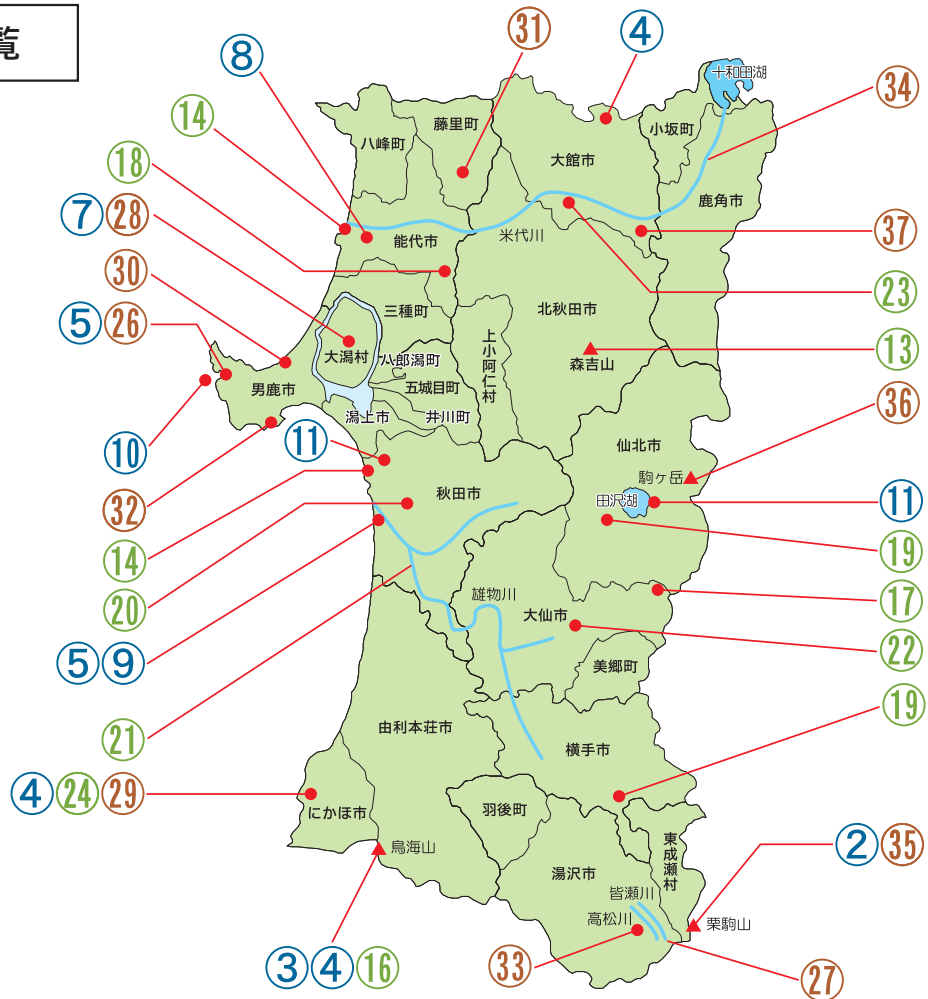 覧
31
4
8
十和田湖
34
14
藤里町
小坂町
八峰町
大館市
18
鹿角市
7 28
能代市
米代川
37
30
23
三種町
北秋田市
5 26
上小阿仁村
大潟村
八郎潟町
13
森吉山
五城目町
男鹿市
36
潟上市
井川町
10
11
仙北市
駒ヶ岳
秋田市
田沢湖
11
32
19
14
雄物川
17
20
大仙市
22
5 9
美郷町
19
21
由利本荘市
横手市
4 24 29
にかほ市
羽後町
東成瀬村
2 35
鳥海山
湯沢市
皆瀬川
高松川
栗駒山
3 4 16
33
27